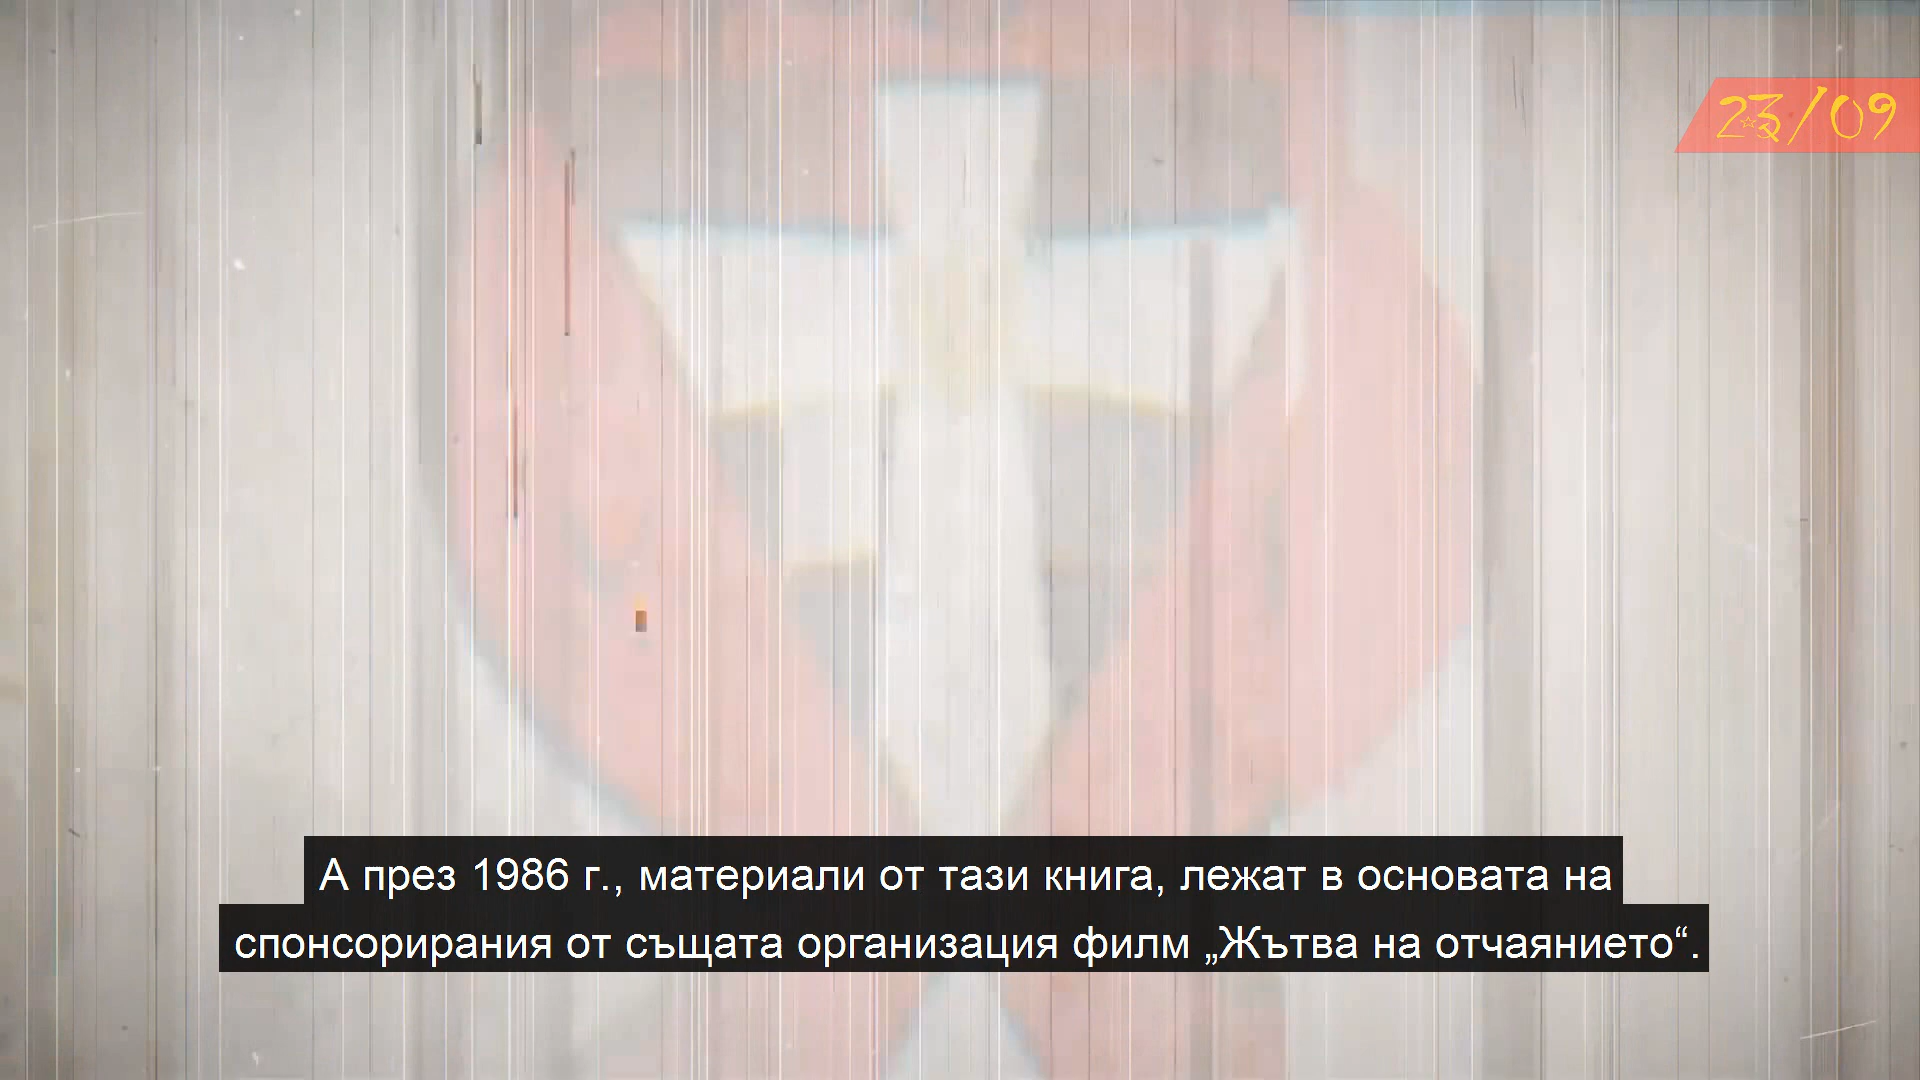 23/09
А през 1986 г., материали от тази книга, лежат в основата на
спонсорирания от същата организация филм „Жътва на отчаянието“.